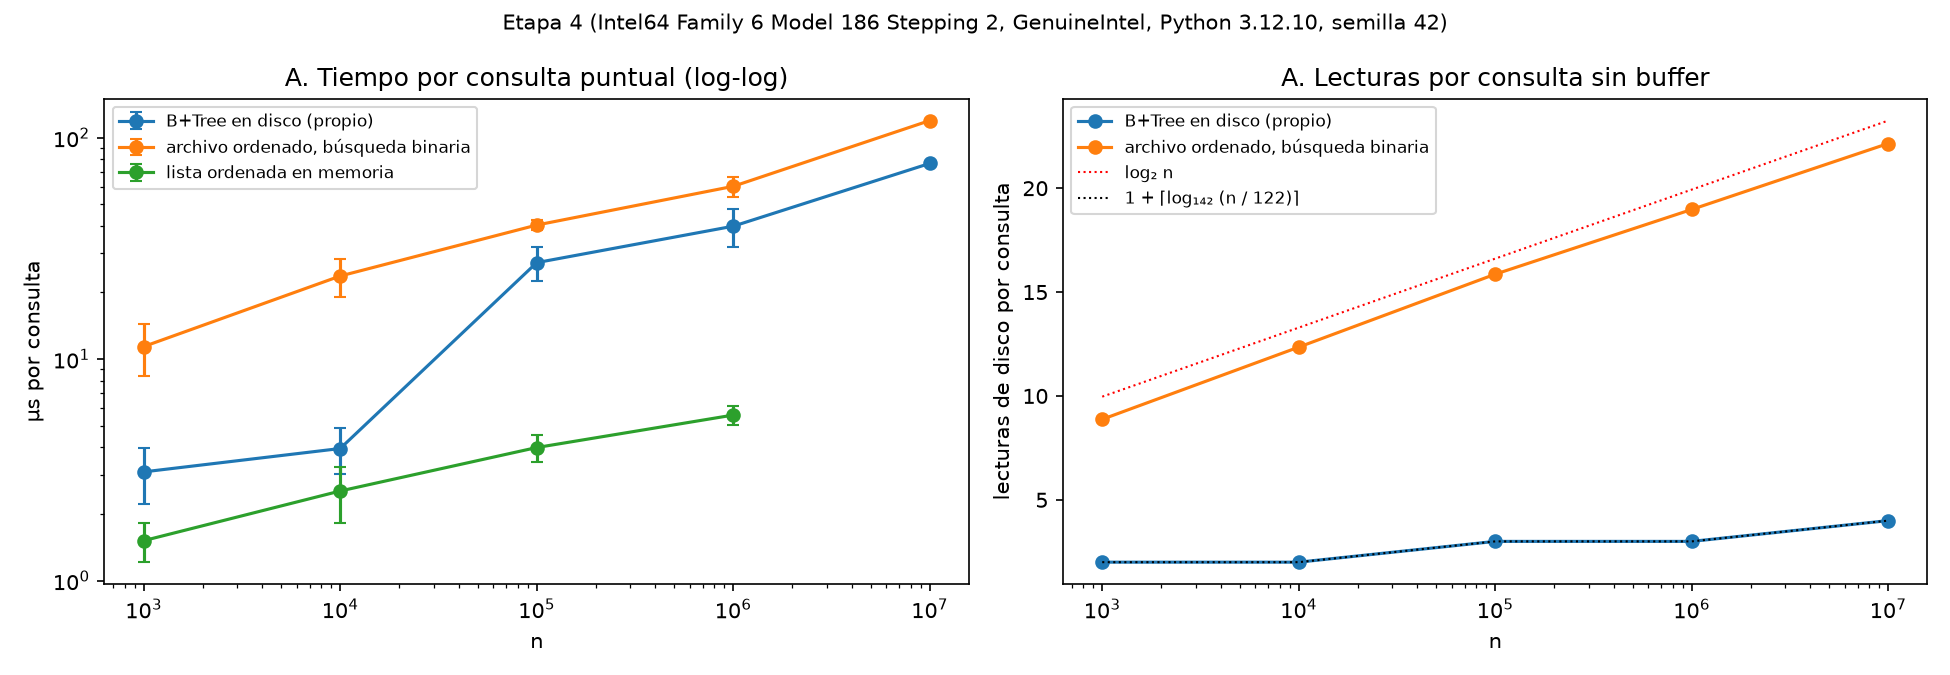 Etapa 4 (Intel64 Family 6 Model 186 Stepping 2, GenuineIntel, Python 3.12.10, semilla 42)
A. Tiempo por consulta puntual (log-log)
B+Tree en disco (propio)
archivo ordenado, búsqueda binaria
lista ordenada en memoria
µs por consulta
10²
10¹
10⁰
10³
10⁴
10⁵
10⁶
10⁷
n
A. Lecturas por consulta sin buffer
B+Tree en disco (propio)
archivo ordenado, búsqueda binaria
log₂ n
1 + ⌈log₁₄₂ (n / 122)⌉
lecturas de disco por consulta
20
15
10
5
10³
10⁴
10⁵
10⁶
10⁷
n